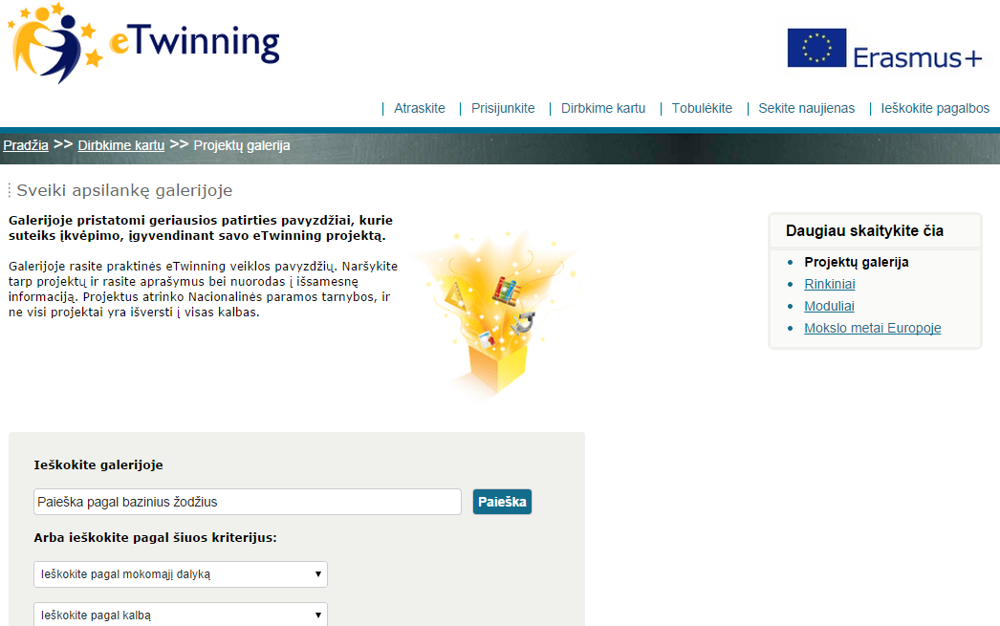 eTwinning
Erasmus+
| Atraskite | Prisijunkite | Dirbkime kartu | Tobulėkite | Sekite naujienas | Ieškokite pagalbos
Pradžia >> Dirbkime kartu >> Projektų galerija
Sveiki apsilankę galerijoje
Galerijoje pristatomi geriausios patirties pavyzdžiai, kurie
suteiks įkvėpimo, įgyvendinant savo eTwinning projektą.
Galerijoje rasite praktinės eTwinning veiklos pavyzdžių. Naršykite
tarp projektų ir rasite aprašymus bei nuorodas į išsamesnę
informaciją. Projektus atrinko Nacionalinės paramos tarnybos, ir
ne visi projektai yra išversti į visas kalbas.
Daugiau skaitykite čia
Projektų galerija
Rinkiniai
Moduliai
Mokslo metai Europoje
Ieškokite galerijoje
Paieška pagal bazinius žodžius
Paieška
Arba ieškokite pagal šiuos kriterijus:
Ieškokite pagal mokomąjį dalyką
Ieškokite pagal kalbą